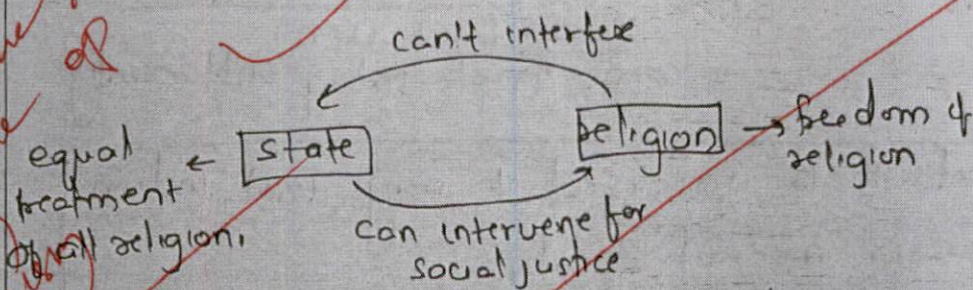 can't interfere
equal
treatment
of all religion.
state
religion
freedom of
religion
can intervene for
social justice